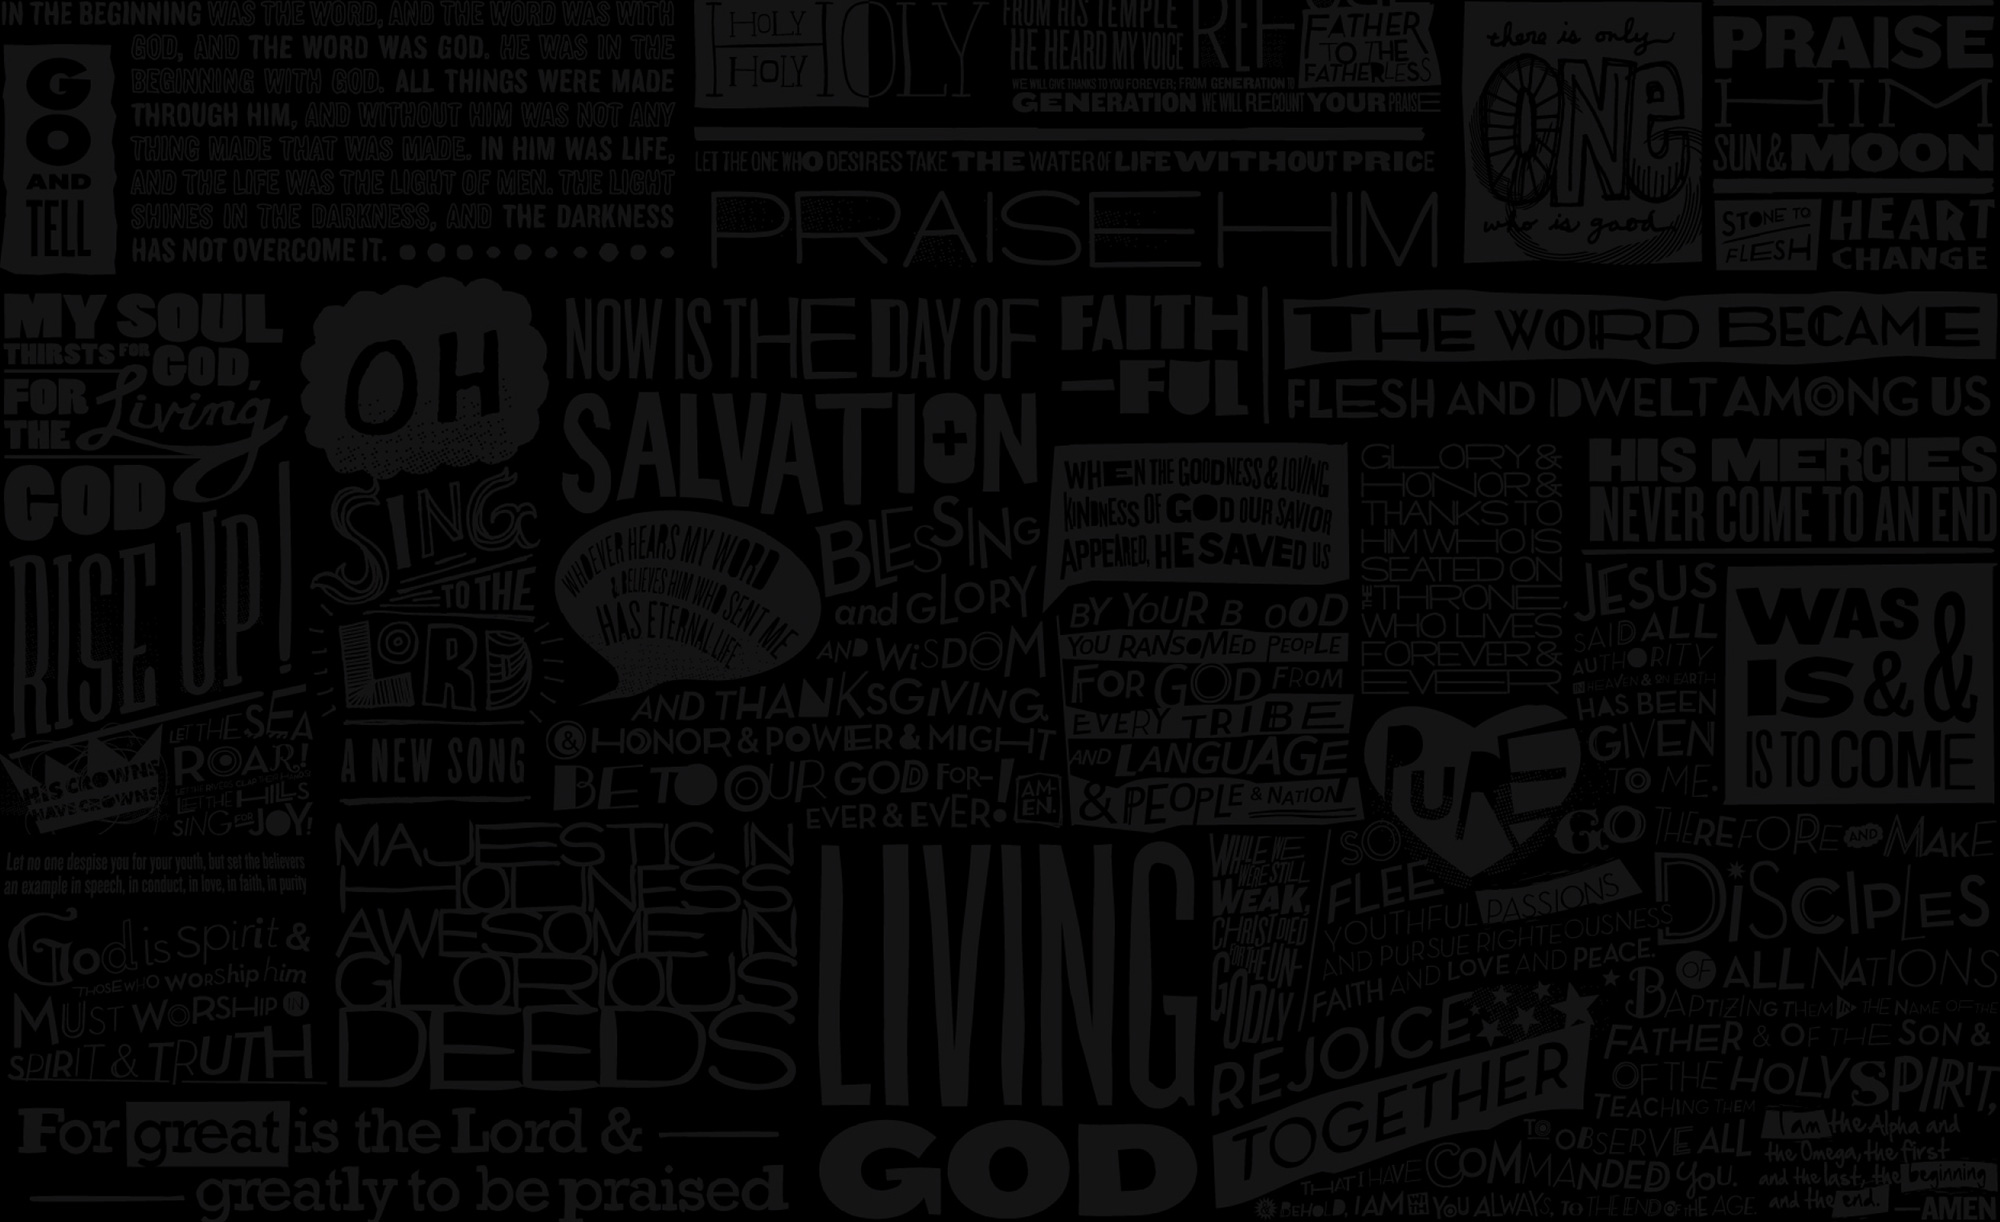 IN THE BEGINNING WAS THE WORD, AND THE WORD WAS WITH
GOD, AND THE WORD WAS GOD. HE WAS IN THE
BEGINNING WITH GOD. ALL THINGS WERE MADE
THROUGH HIM, AND WITHOUT HIM WAS NOT ANY
THING MADE THAT WAS MADE. IN HIM WAS LIFE,
AND THE LIFE WAS THE LIGHT OF MEN. THE LIGHT
SHINES IN THE DARKNESS, AND THE DARKNESS
HAS NOT OVERCOME IT.
GO
AND
TELL
HOLY
HOLY
HOLY
FROM HIS TEMPLE
HE HEARD MY VOICE
WE WILL GIVE THANKS TO YOU FOREVER; FROM GENERATION TO
GENERATION WE WILL RECOUNT YOUR PRAISE
FATHER
TO THE
FATHERLESS
LET THE ONE WHO DESIRES TAKE THE WATER OF LIFE WITHOUT PRICE
PRAISE HIM
there is only
ONe
who is good
PRAISE
HIM
SUN & MOON
STONE TO
FLESH
HEART
CHANGE
MY SOUL
THIRSTS FOR
GOD,
FOR
THE
Living
GOD
OH
SING
TO THE
LORD
A NEW SONG
NOW IS THE DAY OF
SALVATION
FAITH
—FUL
THE WORD BECAME
FLESH AND DWELT AMONG US
HIS MERCIES
NEVER COME TO AN END
RISE UP!
WHOEVER HEARS MY WORD
& BELIEVES HIM WHO SENT ME
HAS ETERNAL LIFE
BLESSING
and GLORY
AND WiSDOM
AND THANKSGIVING
& HONOR & POWER & MIGHT
BE TO OUR GOD FOR-
EVER & EVER!
AM-
EN.
WHEN THE GOODNESS & LOVING
KINDNESS OF GOD OUR SAVIOR
APPEARED, HE SAVED US
BY YOUR B OOD
YOU RANSOMED PEOPLE
FOR GOD FROM
EVERY TRIBE
AND LANGUAGE
& PEOPLE & NATION
GLORY &
HONOR &
THANKS TO
HIM WHO IS
SEATED ON
THE THRONE,
WHO LIVES
FOREVER &
EVER
JESUS
SAID ALL
AUTHORITY
IN HEAVEN & ON EARTH
HAS BEEN
GIVEN
TO ME.
WAS
IS & &
IS TO COME
HIS CROWNS
HAVE CROWNS
LET THE SEA
ROAR!
LET THE HILLS
SING FOR JOY!
Let no one despise you for your youth, but set the believers
an example in speech, in conduct, in love, in faith, in purity
God is spirit &
THOSE WHO worship him
MUST WORSHIP IN
SPIRIT & TRUTH
MAJESTIC IN
HOLINESS
AWESOME IN
GLORIOUS
DEEDS
For great is the Lord &
greatly to be praised
LIVING
GOD
WHILE WE
WERE STILL
WEAK,
CHRIST DIED
FOR THE UN-
GODLY
PURE
SO
FLEE
YOUTHFUL PASSIONS
AND PURSUE RIGHTEOUSNESS
FAITH AND LOVE AND PEACE.
REJOICE
TOGETHER
GO THEREFORE AND MAKE
DiSCIPLES
OF ALL NATIONS
BAPTIZING THEM IN THE NAME OF THE
FATHER & OF THE SON &
OF THE HOLY SPIRIT,
TEACHING THEM
TO OBSERVE ALL
THAT I HAVE COMMANDED YOU.
BEHOLD, I AM WITH YOU ALWAYS, TO THE END OF THE AGE.
I am the Alpha and
the Omega, the first
and the last, the beginning
and the end.
—AMEN